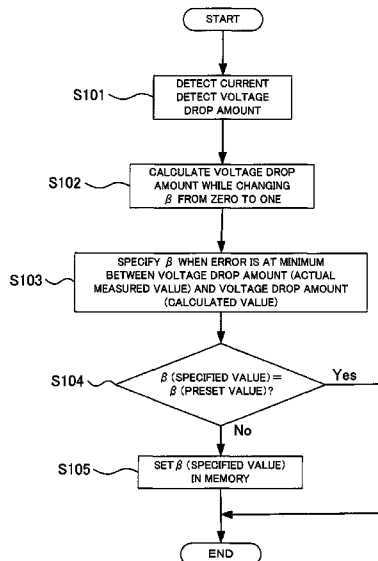 START
S101
DETECT CURRENT
DETECT VOLTAGE
DROP AMOUNT
S102
CALCULATE VOLTAGE DROP
AMOUNT WHILE CHANGING
β FROM ZERO TO ONE
S103
SPECIFY β WHEN ERROR IS AT MINIMUM
BETWEEN VOLTAGE DROP AMOUNT (ACTUAL
MEASURED VALUE) AND VOLTAGE DROP AMOUNT
(CALCULATED VALUE)
S104
β (SPECIFIED VALUE) =
β (PRESET VALUE)?
Yes
No
S105
SET β (SPECIFIED VALUE)
IN MEMORY
END